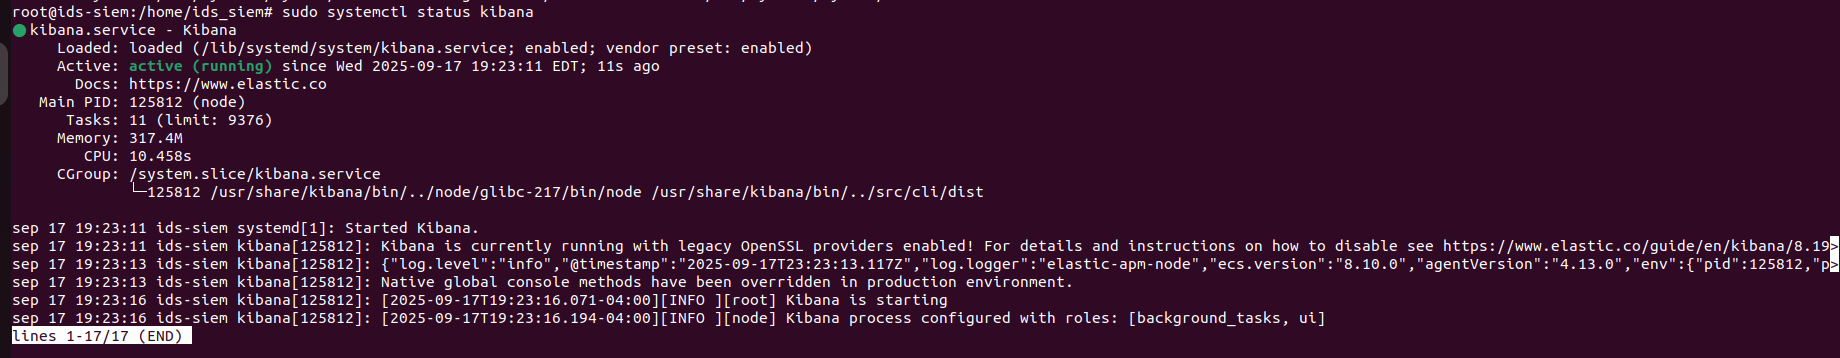 root@ids-siem:/home/ids_siem# sudo systemctl status kibana
● kibana.service - Kibana
     Loaded: loaded (/lib/systemd/system/kibana.service; enabled; vendor preset: enabled)
     Active: active (running) since Wed 2025-09-17 19:23:11 EDT; 11s ago
       Docs: https://www.elastic.co
   Main PID: 125812 (node)
      Tasks: 11 (limit: 9376)
     Memory: 317.4M
        CPU: 10.458s
     CGroup: /system.slice/kibana.service
             └─125812 /usr/share/kibana/bin/../node/glibc-217/bin/node /usr/share/kibana/bin/../src/cli/dist

sep 17 19:23:11 ids-siem systemd[1]: Started Kibana.
sep 17 19:23:11 ids-siem kibana[125812]: Kibana is currently running with legacy OpenSSL providers enabled! For details and instructions on how to disable see https://www.elastic.co/guide/en/kibana/8.19>
sep 17 19:23:13 ids-siem kibana[125812]: {"log.level":"info","@timestamp":"2025-09-17T23:23:13.117Z","log.logger":"elastic-apm-node","ecs.version":"8.10.0","agentVersion":"4.13.0","env":{"pid":125812,"p>
sep 17 19:23:13 ids-siem kibana[125812]: Native global console methods have been overridden in production environment.
sep 17 19:23:16 ids-siem kibana[125812]: [2025-09-17T19:23:16.071-04:00][INFO ][root] Kibana is starting
sep 17 19:23:16 ids-siem kibana[125812]: [2025-09-17T19:23:16.194-04:00][INFO ][node] Kibana process configured with roles: [background_tasks, ui]
lines 1-17/17 (END)